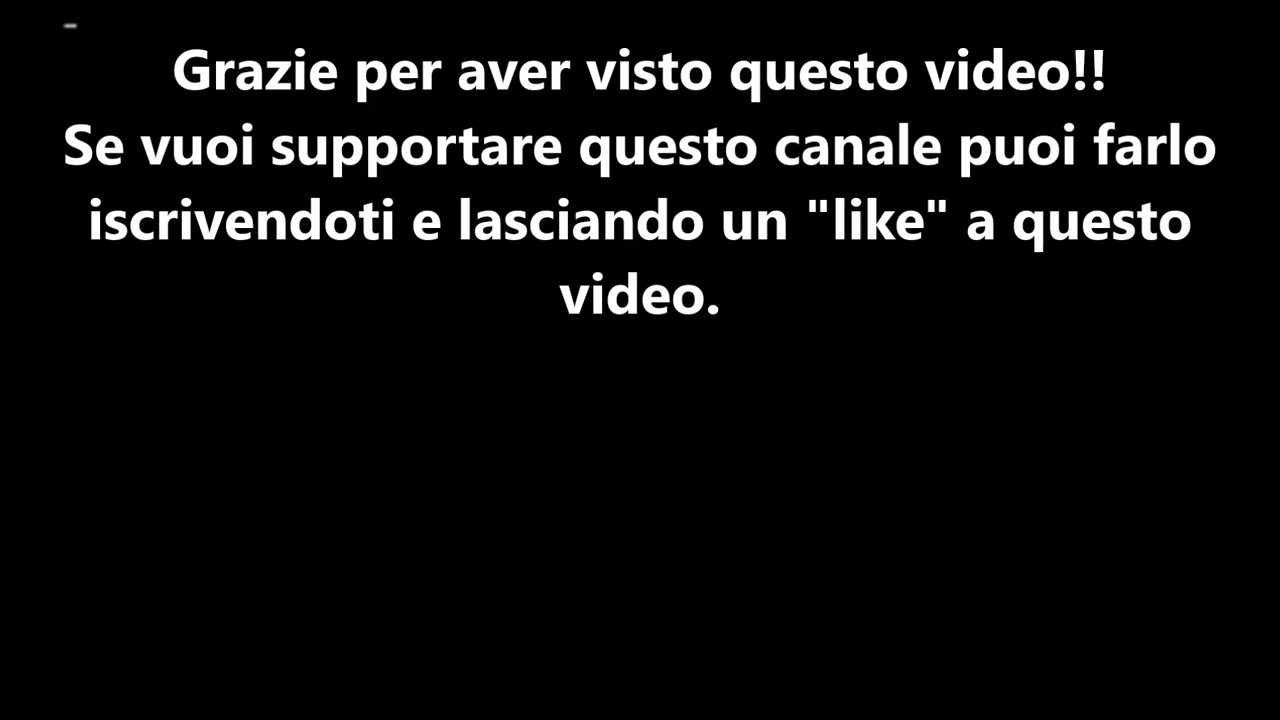 Grazie per aver visto questo video!!
Se vuoi supportare questo canale puoi farlo
iscrivendoti e lasciando un "like" a questo
video.